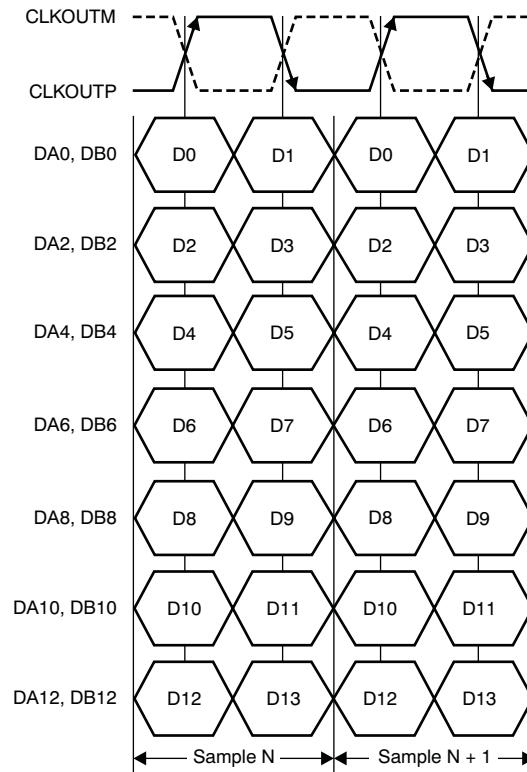 CLKOUTM
CLKOUTP
DA0, DB0 D0 D1 D0 D1
DA2, DB2 D2 D3 D2 D3
DA4, DB4 D4 D5 D4 D5
DA6, DB6 D6 D7 D6 D7
DA8, DB8 D8 D9 D8 D9
DA10, DB10 D10 D11 D10 D11
DA12, DB12 D12 D13 D12 D13
Sample N Sample N + 1